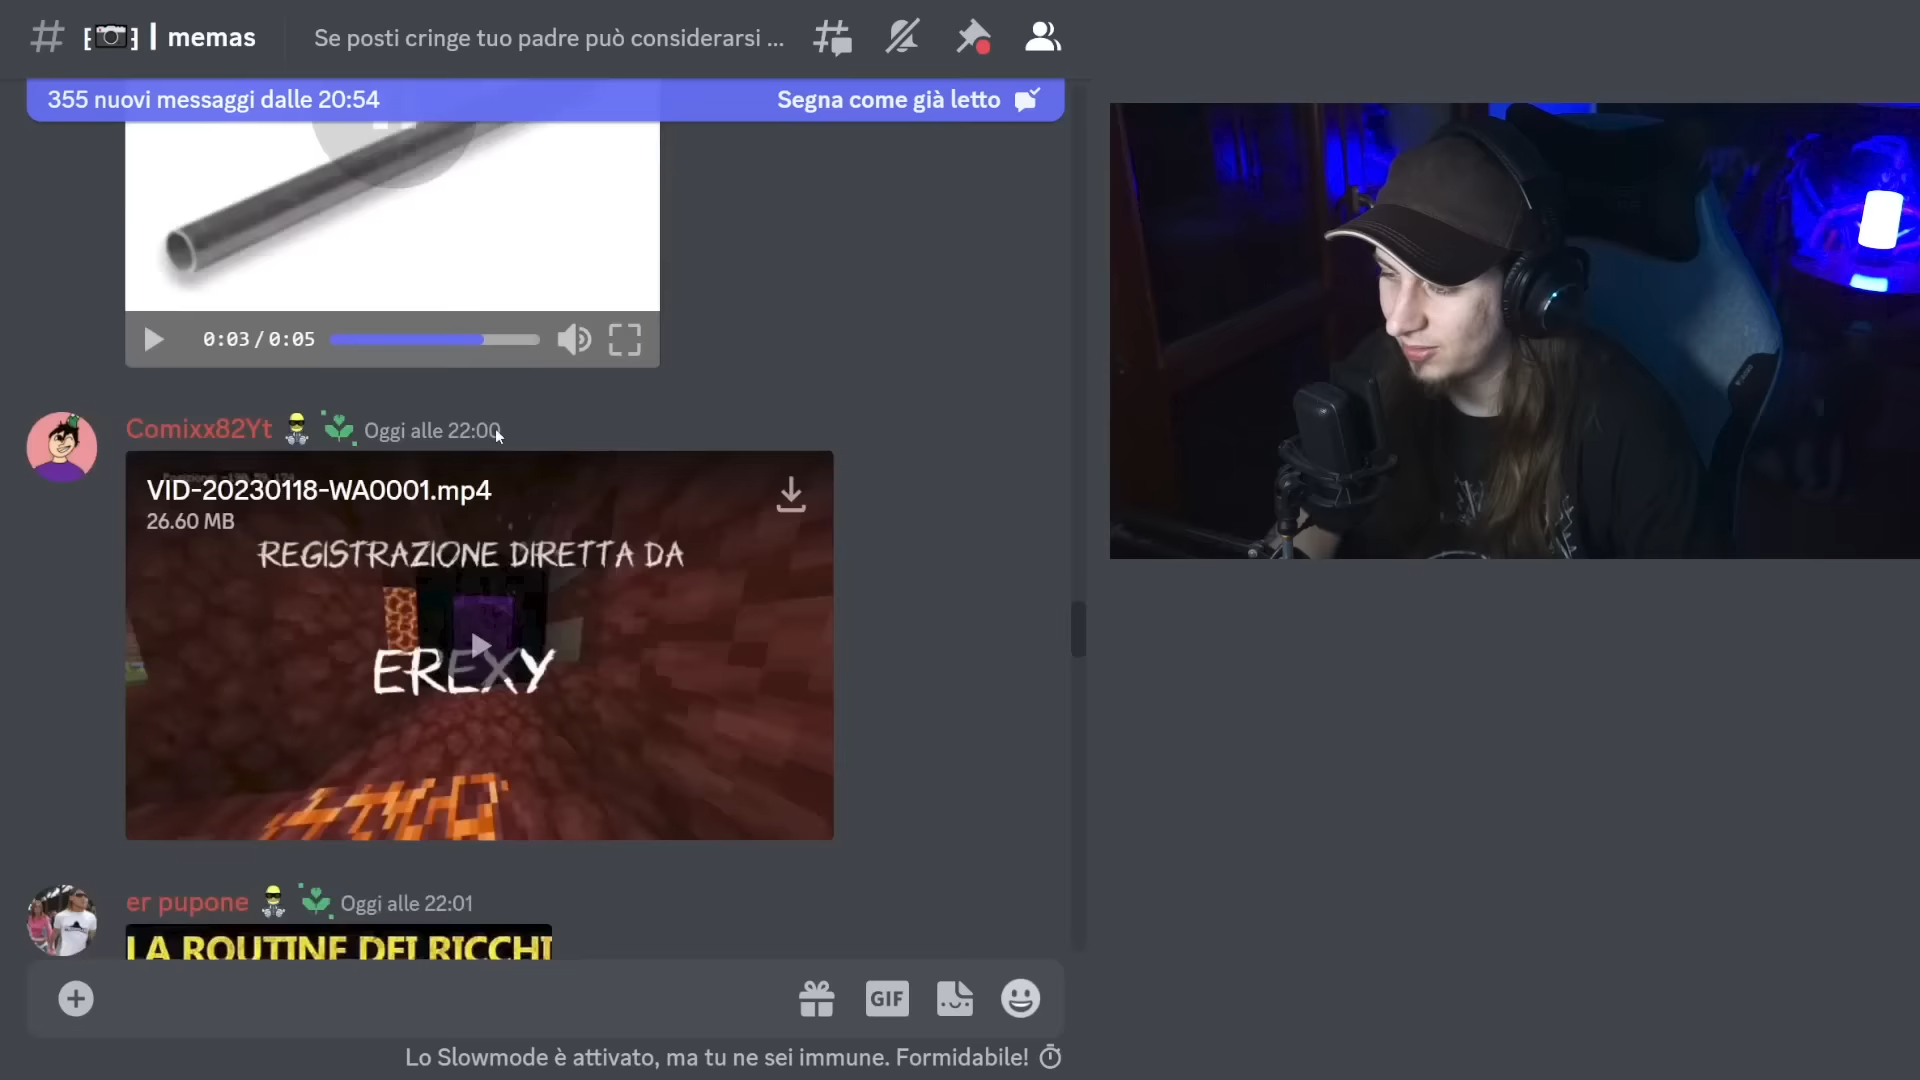 [📷] | memas
Se posti cringe tuo padre può considerarsi ...
355 nuovi messaggi dalle 20:54
Segna come già letto
0:03 / 0:05
Comixx82Yt Oggi alle 22:00
VID-20230118-WA0001.mp4
26.60 MB
REGISTRAZIONE DIRETTA DA
EREXY
er pupone Oggi alle 22:01
LA ROUTINE DEI RICCHI
GIF
Lo Slowmode è attivato, ma tu ne sei immune. Formidabile!